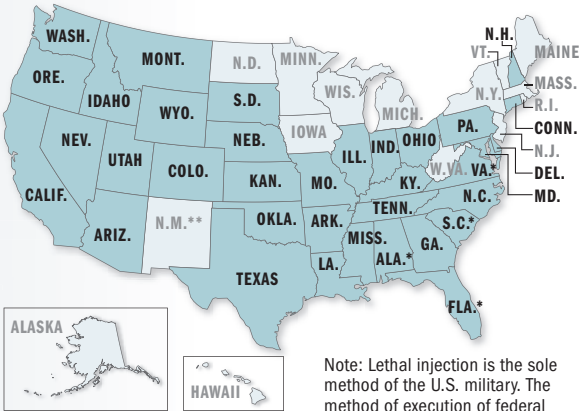 WASH.
MONT.
N.D.
MINN.
N.H.
VT.
MAINE
ORE.
IDAHO
S.D.
WIS.
MICH.
N.Y.
MASS.
R.I.
CONN.
WYO.
NEB.
IOWA
PA.
N.J.
NEV.
UTAH
COLO.
ILL.
IND.
OHIO
W.VA.
VA.*
DEL.
MD.
CALIF.
KAN.
MO.
KY.
N.C.
ARIZ.
N.M.**
OKLA.
ARK.
TENN.
S.C.*
TEXAS
LA.
MISS.
ALA.*
GA.
FLA.*
ALASKA
HAWAII
Note: Lethal injection is the sole
method of the U.S. military. The
method of execution of federal